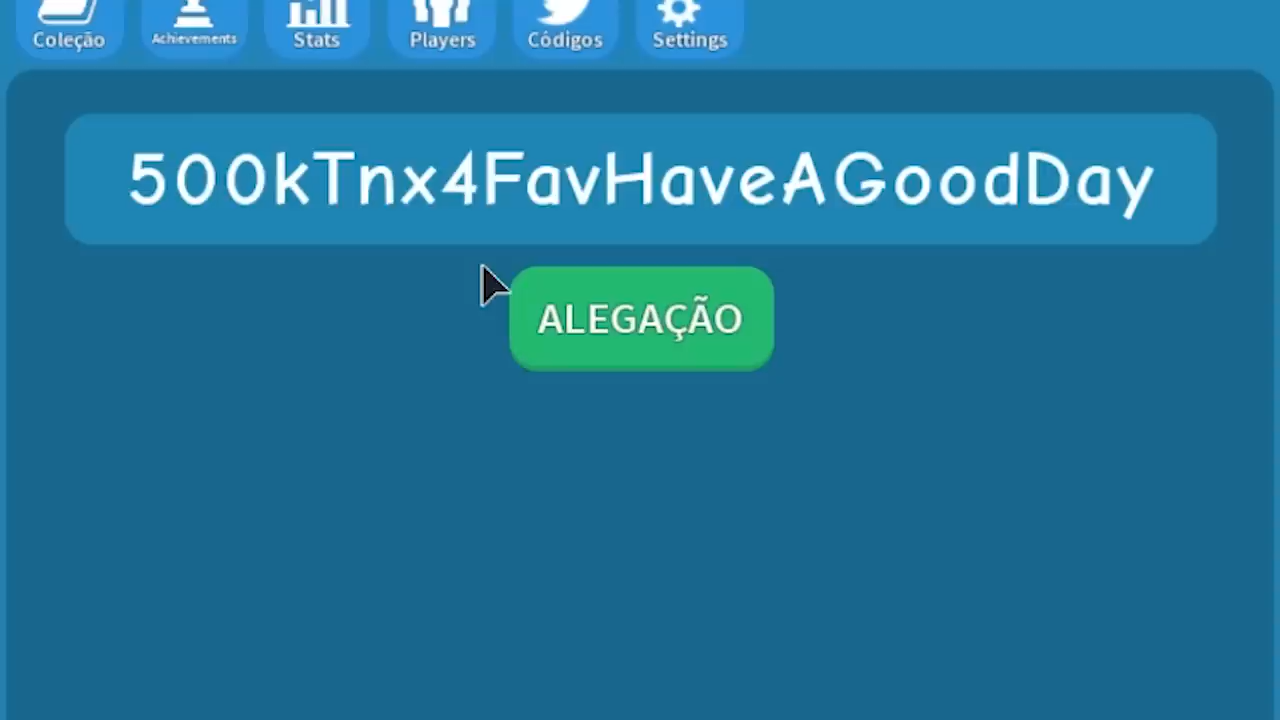 Coleção Achievements Stats Players Códigos Settings
500kTnx4FavHaveAGoodDay
ALEGAÇÃO